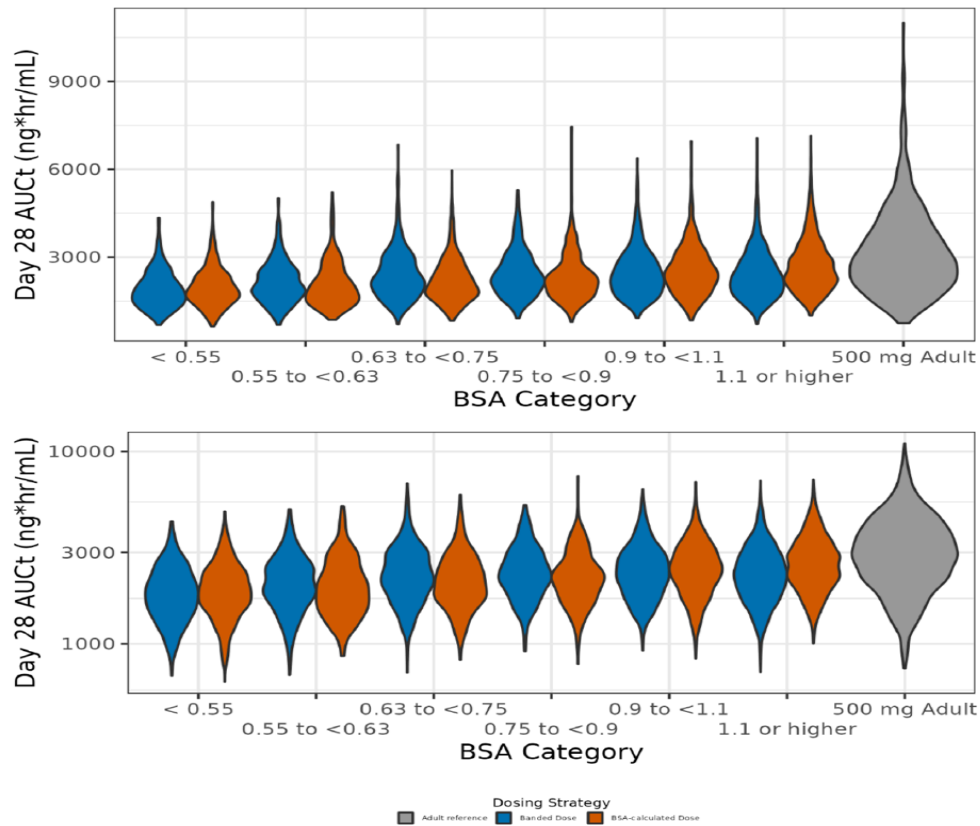 Day 28 AUCt (ng*hr/mL)
9000
6000
3000
< 0.55
0.63 to <0.75
0.9 to <1.1
500 mg Adult
0.55 to <0.63
0.75 to <0.9
1.1 or higher
BSA Category
Day 28 AUCt (ng*hr/mL)
10000
3000
1000
< 0.55
0.63 to <0.75
0.9 to <1.1
500 mg Adult
0.55 to <0.63
0.75 to <0.9
1.1 or higher
BSA Category
Dosing Strategy
Adult reference
Banded Dose
BSA-calculated Dose